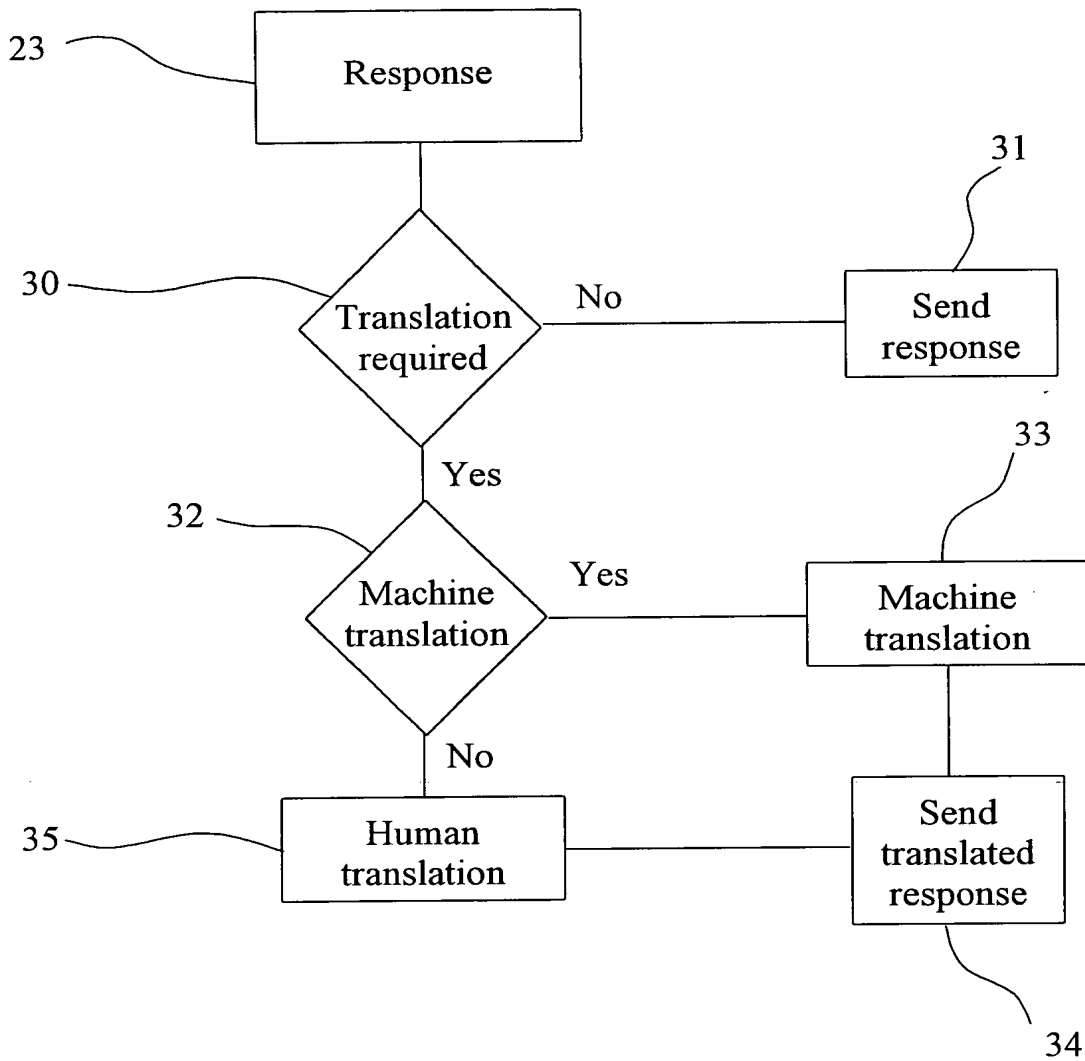 23
Response
31
30
No
Send
response
Translation
required
33
Yes
32
Yes
Machine
translation
Machine
translation
No
35
Human
translation
Send
translated
response
34